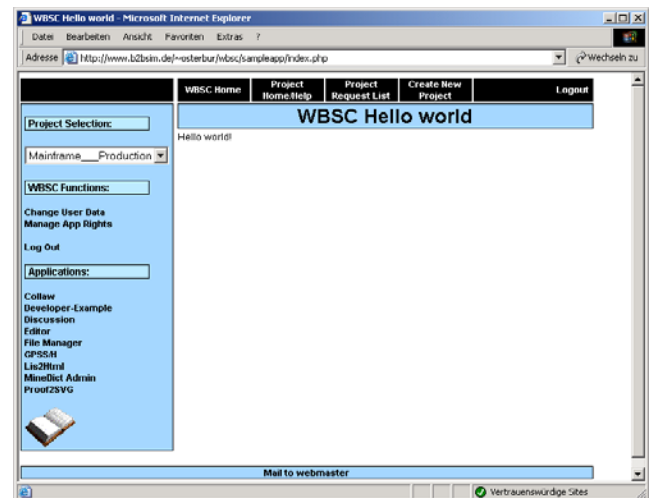 WBSC Hello world - Microsoft Internet Explorer
Datei Bearbeiten Ansicht Favoriten Extras ?
Adresse http://www.b2bsim.de/~osterbur/wbsc/sampleapp/index.php Wechseln zu
WBSC Home Project Home/Help Project Request List Create New Project Logout
WBSC Hello world
Hello world!
Project Selection:
Mainframe___Production
WBSC Functions:
Change User Data
Manage App Rights
Log Out
Applications:
Collaw
Developer-Example
Discussion
Editor
File Manager
GPSS/H
Lis2Html
MineDict Admin
Proof2SVG
Mail to webmaster
Vertrauenswürdige Sites